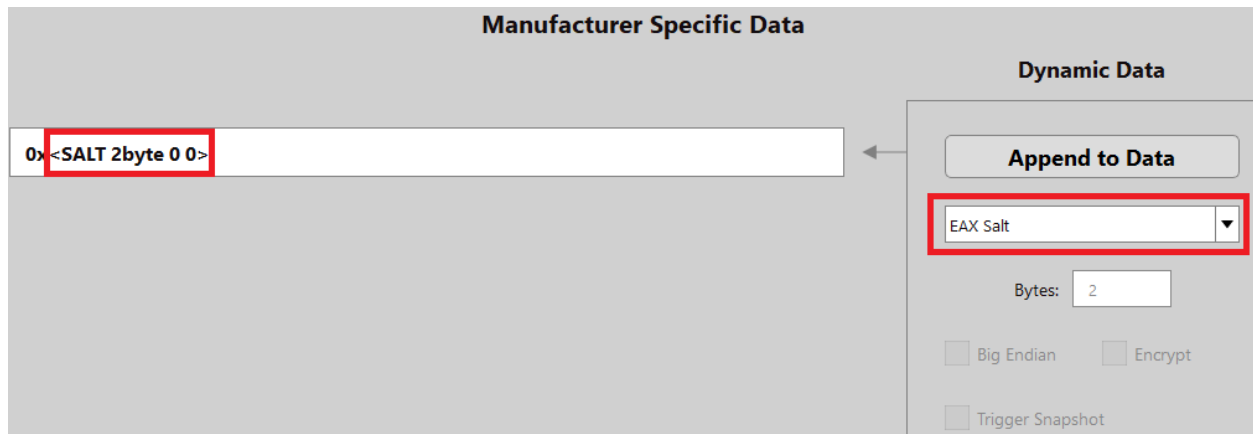 Manufacturer Specific Data
Dynamic Data
0x<SALT 2byte 0 0>
Append to Data
EAX Salt
Bytes: 2
Big Endian Encrypt
Trigger Snapshot